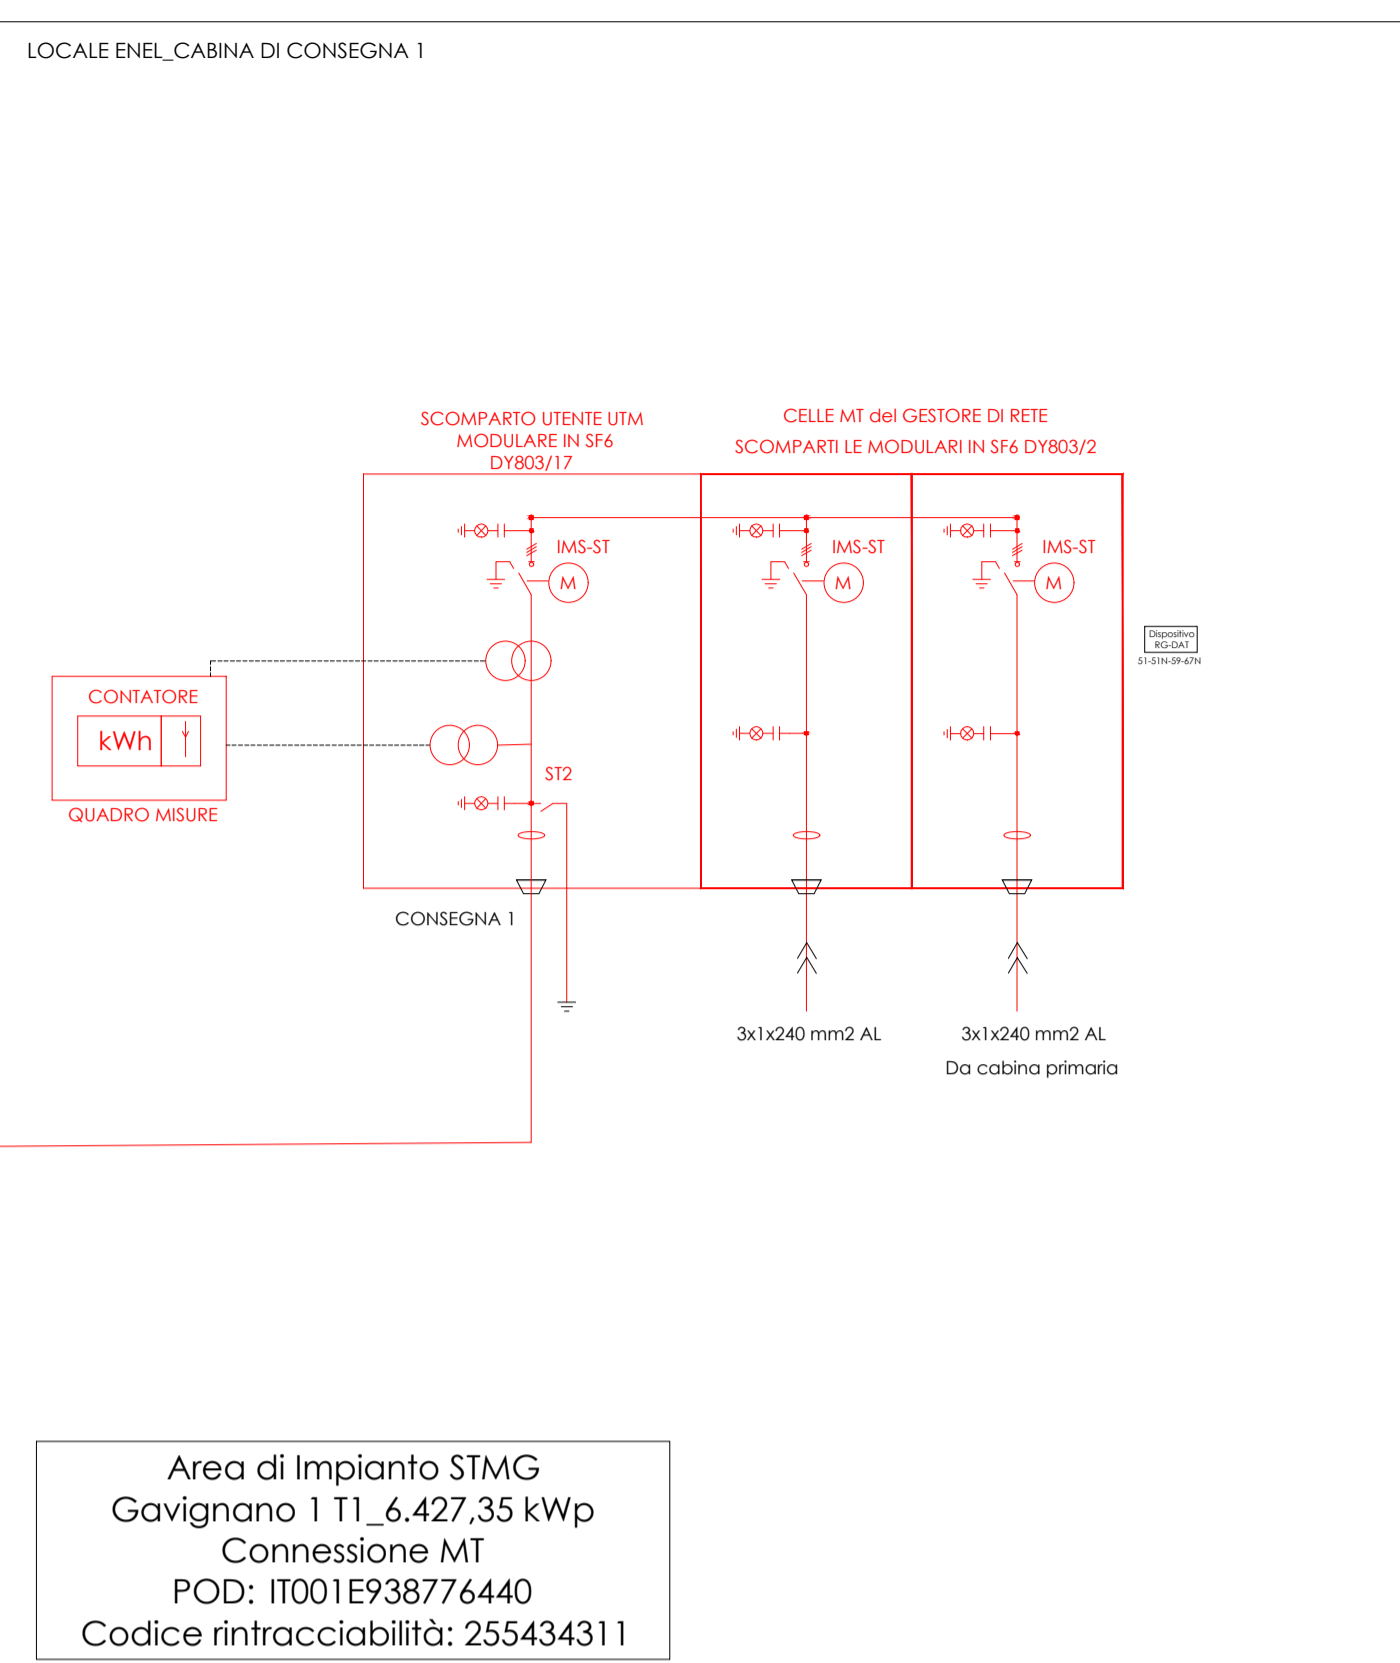 LOCALE ENEL_CABINA DI CONSEGNA 1
SCOMPARTO UTENTE UTM
MODULARE IN SF6
DY803/17
CELLE MT del GESTORE DI RETE
SCOMPARTI LE MODULARI IN SF6 DY803/2
IMS-ST
M
IMS-ST
M
IMS-ST
M
Dispositivo
RG-DAT
51-51N-59-67N
CONTATORE
kWh
QUADRO MISURE
ST2
CONSEGNA 1
3x1x240 mm2 AL
3x1x240 mm2 AL
Da cabina primaria
Area di Impianto STMG
Gavignano 1 T1_6.427,35 kWp
Connessione MT
POD: IT001E938776440
Codice rintracciabilità: 255434311